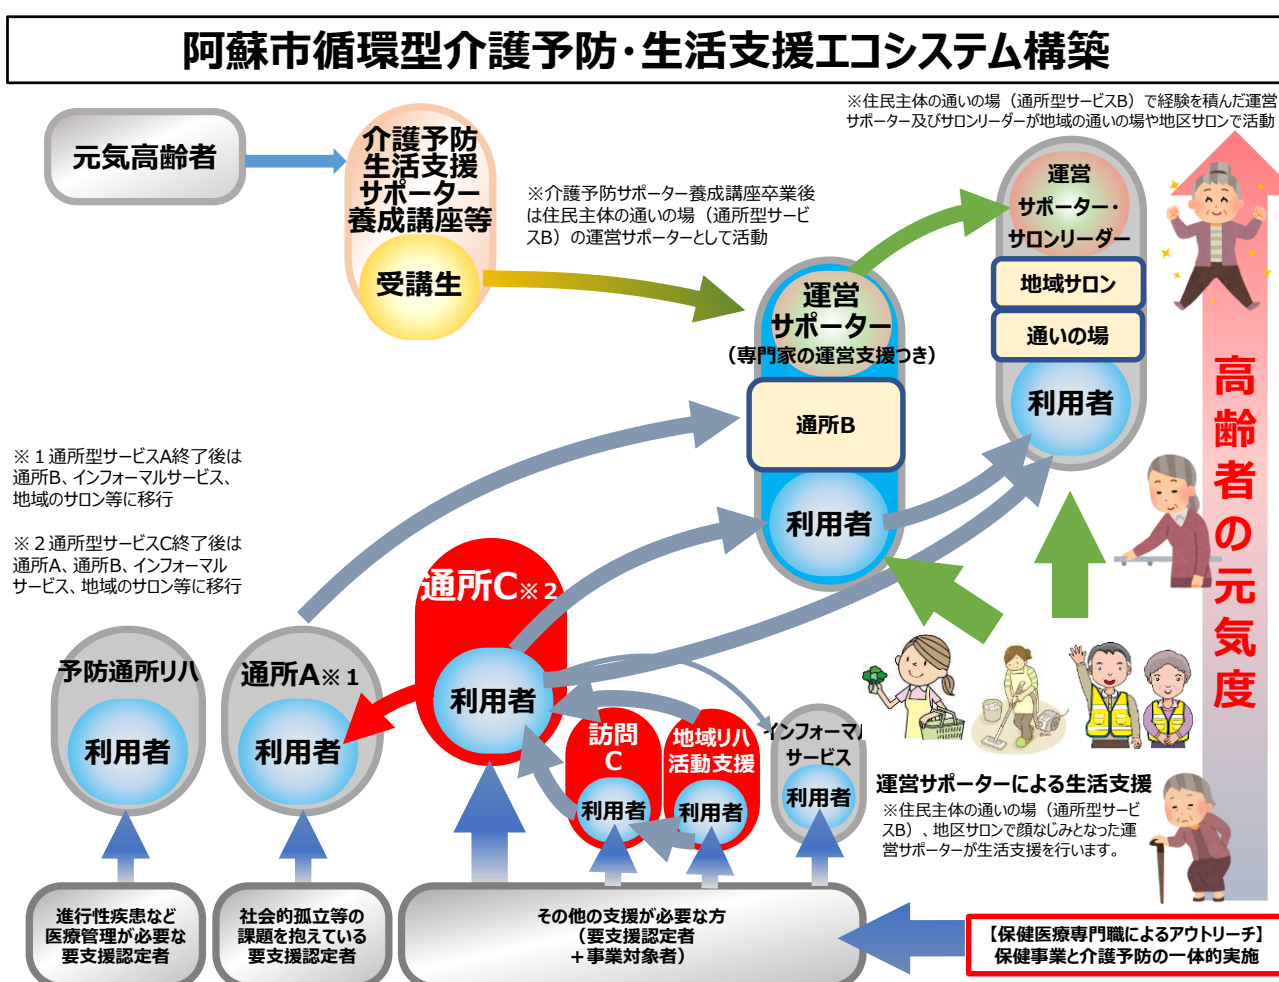 阿蘇市循環型介護予防・生活支援エコシステム構築
※住民主体の通いの場（通所型サービスB）で経験を積んだ運営
サポーター及びサロンリーダーが地域の通いの場や地区サロンで活動
元気高齢者
介護予防
生活支援
サポーター
養成講座等
受講生
※介護予防サポーター養成講座卒業後
は住民主体の通いの場（通所型サービ
スB）の運営サポーターとして活動
運営
サポーター・
サロンリーダー
地域サロン
通いの場
利用者
運営
サポーター
（専門家の運営支援つき）
通所B
利用者
高齢者の元気度
※１通所型サービスA終了後は
通所B、インフォーマルサービス、
地域のサロン等に移行
※２通所型サービスC終了後は
通所A、通所B、インフォーマル
サービス、地域のサロン等に移行
予防通所リハ
利用者
通所A※１
利用者
通所C※２
利用者
訪問
C
利用者
地域リハ
活動支援
利用者
インフォーマル
サービス
利用者
運営サポーターによる生活支援
※住民主体の通いの場（通所型サービ
スB）、地区サロンで顔なじみとなった運
営サポーターが生活支援を行います。
進行性疾患など
医療管理が必要な
要支援認定者
社会的孤立等の
課題を抱えている
要支援認定者
その他の支援が必要な方
（要支援認定者
＋事業対象者）
【保健医療専門職によるアウトリーチ】
保健事業と介護予防の一体的実施